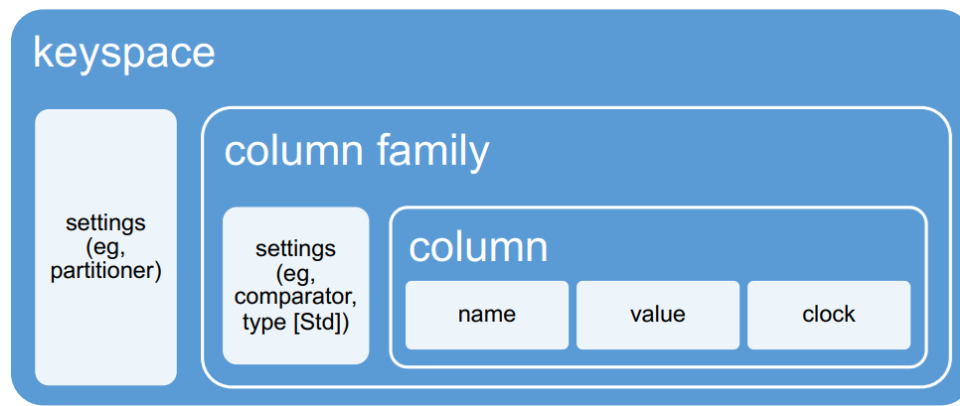 keyspace
column family
settings
(eg,
partitioner)
settings
(eg,
comparator,
type [Std])
column
name value clock